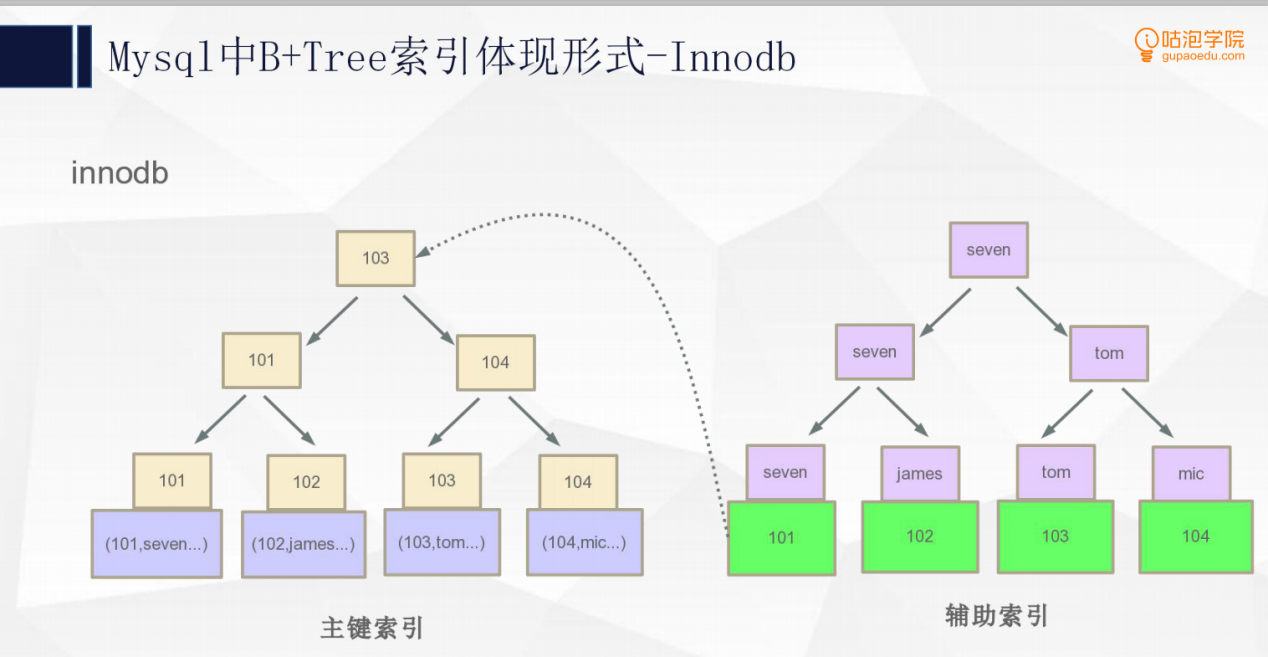 Mysql中B+Tree索引体现形式-Innodb
咕泡学院
gupaoedu.com
innodb
103
101
104
101
102
103
104
(101,seven...)
(102,james...)
(103,tom...)
(104,mic...)
主键索引
seven
seven
tom
seven
james
tom
mic
101
102
103
104
辅助索引